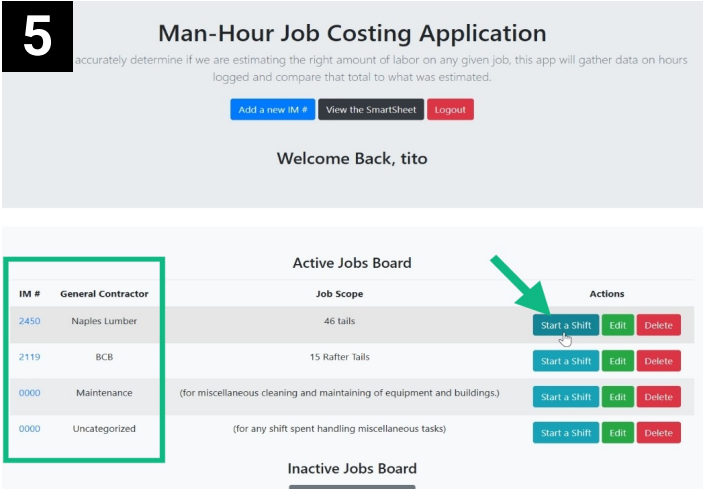 5
Man-Hour Job Costing Application
accurately determine if we are estimating the right amount of labor on any given job, this app will gather data on hours
logged and compare that total to what was estimated.
Add a new IM # View the SmartSheet Logout
Welcome Back, tito
Active Jobs Board
IM # General Contractor Job Scope Actions
2450 Naples Lumber 46 tails Start a Shift Edit Delete
2119 BCB 15 Rafter Tails Start a Shift Edit Delete
0000 Maintenance (for miscellaneous cleaning and maintaining of equipment and buildings.) Start a Shift Edit Delete
0000 Uncategorized (for any shift spent handling miscellaneous tasks) Start a Shift Edit Delete
Inactive Jobs Board